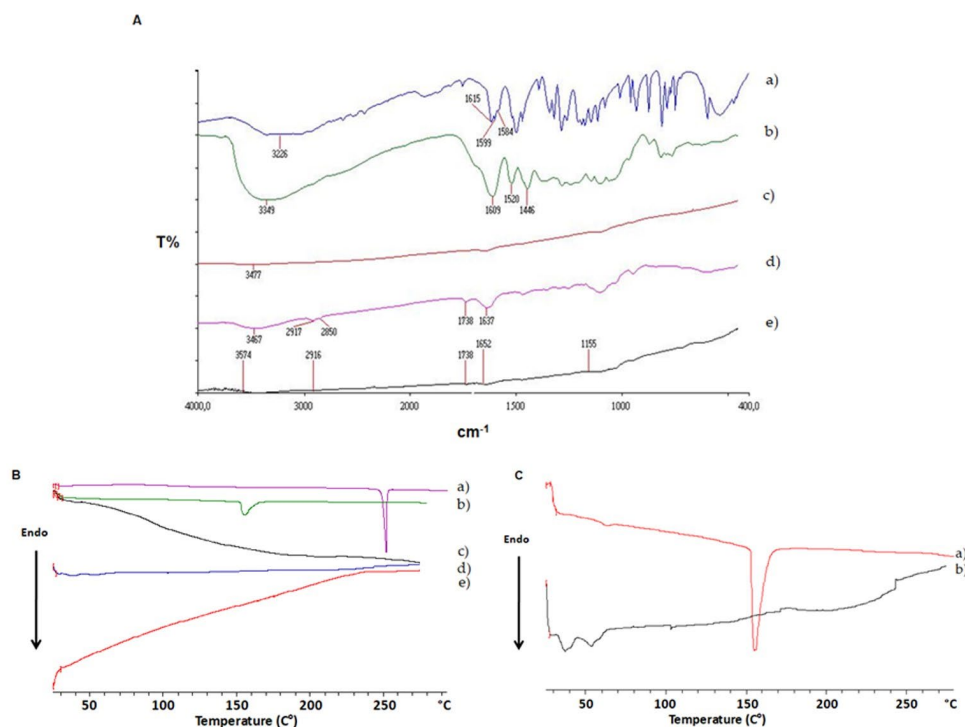 A
a)
1615
1584
1599
b)
3226
3349
1609
1520
1446
c)
T%
3477
d)
3467
2917
2850
1738
1637
e)
3574
2916
1738
1652
1155
4000,0
3000
2000
1500
1000
400,0
cm-1
B
a)
b)
Endo
c)
d)
e)
50
150
200
250
°C
Temperature (C°)
C
Endo
a)
b)
50
100
150
200
250
°C
Temperature (C°)